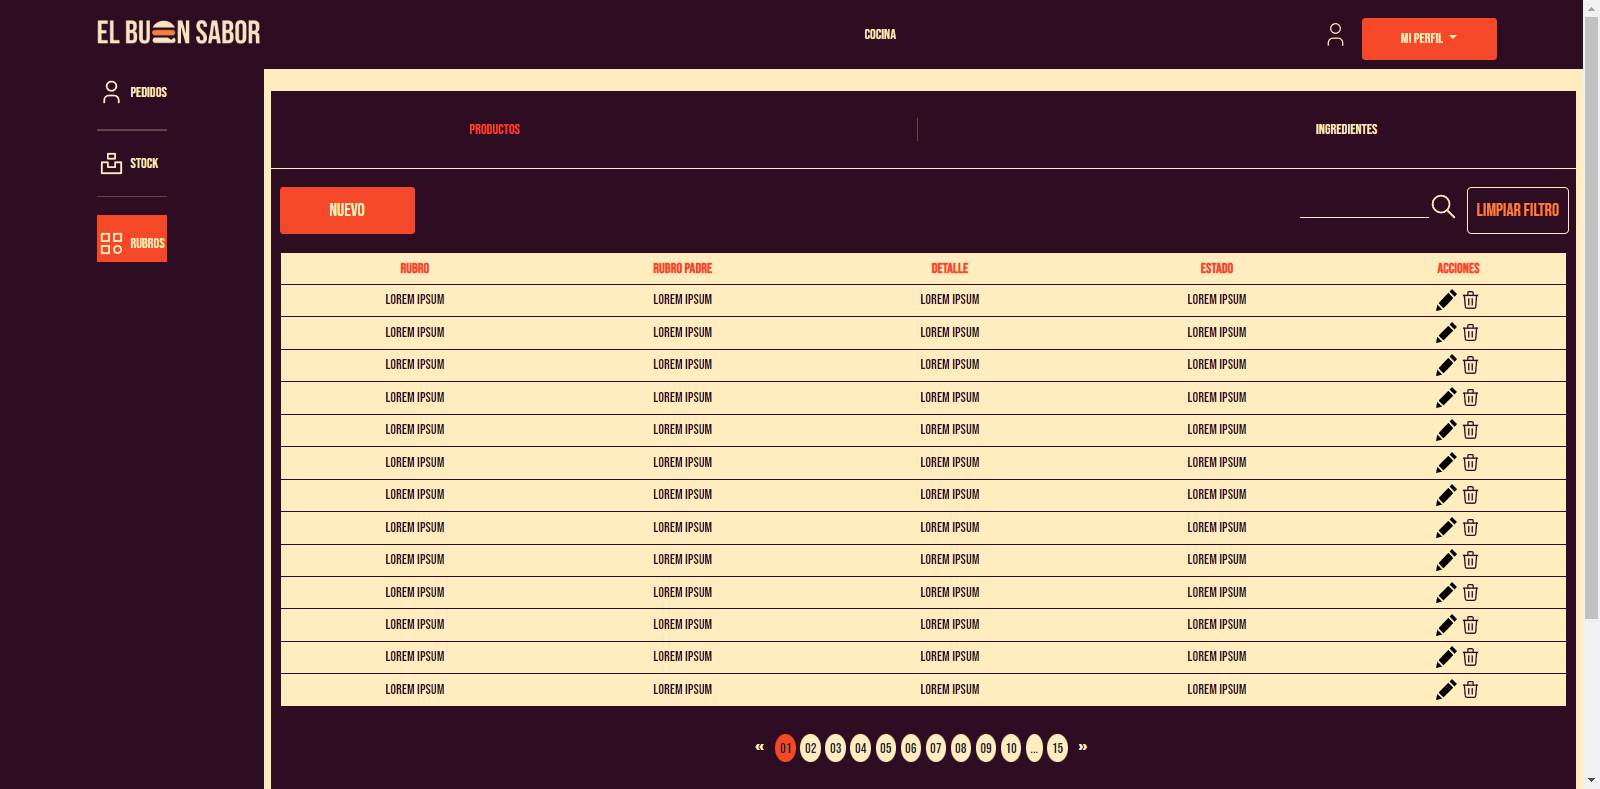 EL BUEN SABOR
COCINA
MI PERFIL
PEDIDOS
STOCK
RUBROS
PRODUCTOS
INGREDIENTES
NUEVO
LIMPIAR FILTRO
RUBRO RUBRO PADRE DETALLE ESTADO ACCIONES
LOREM IPSUM LOREM IPSUM LOREM IPSUM LOREM IPSUM
LOREM IPSUM LOREM IPSUM LOREM IPSUM LOREM IPSUM
LOREM IPSUM LOREM IPSUM LOREM IPSUM LOREM IPSUM
LOREM IPSUM LOREM IPSUM LOREM IPSUM LOREM IPSUM
LOREM IPSUM LOREM IPSUM LOREM IPSUM LOREM IPSUM
LOREM IPSUM LOREM IPSUM LOREM IPSUM LOREM IPSUM
LOREM IPSUM LOREM IPSUM LOREM IPSUM LOREM IPSUM
LOREM IPSUM LOREM IPSUM LOREM IPSUM LOREM IPSUM
LOREM IPSUM LOREM IPSUM LOREM IPSUM LOREM IPSUM
LOREM IPSUM LOREM IPSUM LOREM IPSUM LOREM IPSUM
LOREM IPSUM LOREM IPSUM LOREM IPSUM LOREM IPSUM
LOREM IPSUM LOREM IPSUM LOREM IPSUM LOREM IPSUM
LOREM IPSUM LOREM IPSUM LOREM IPSUM LOREM IPSUM
« 01 02 03 04 05 06 07 08 09 10 ... 15 »